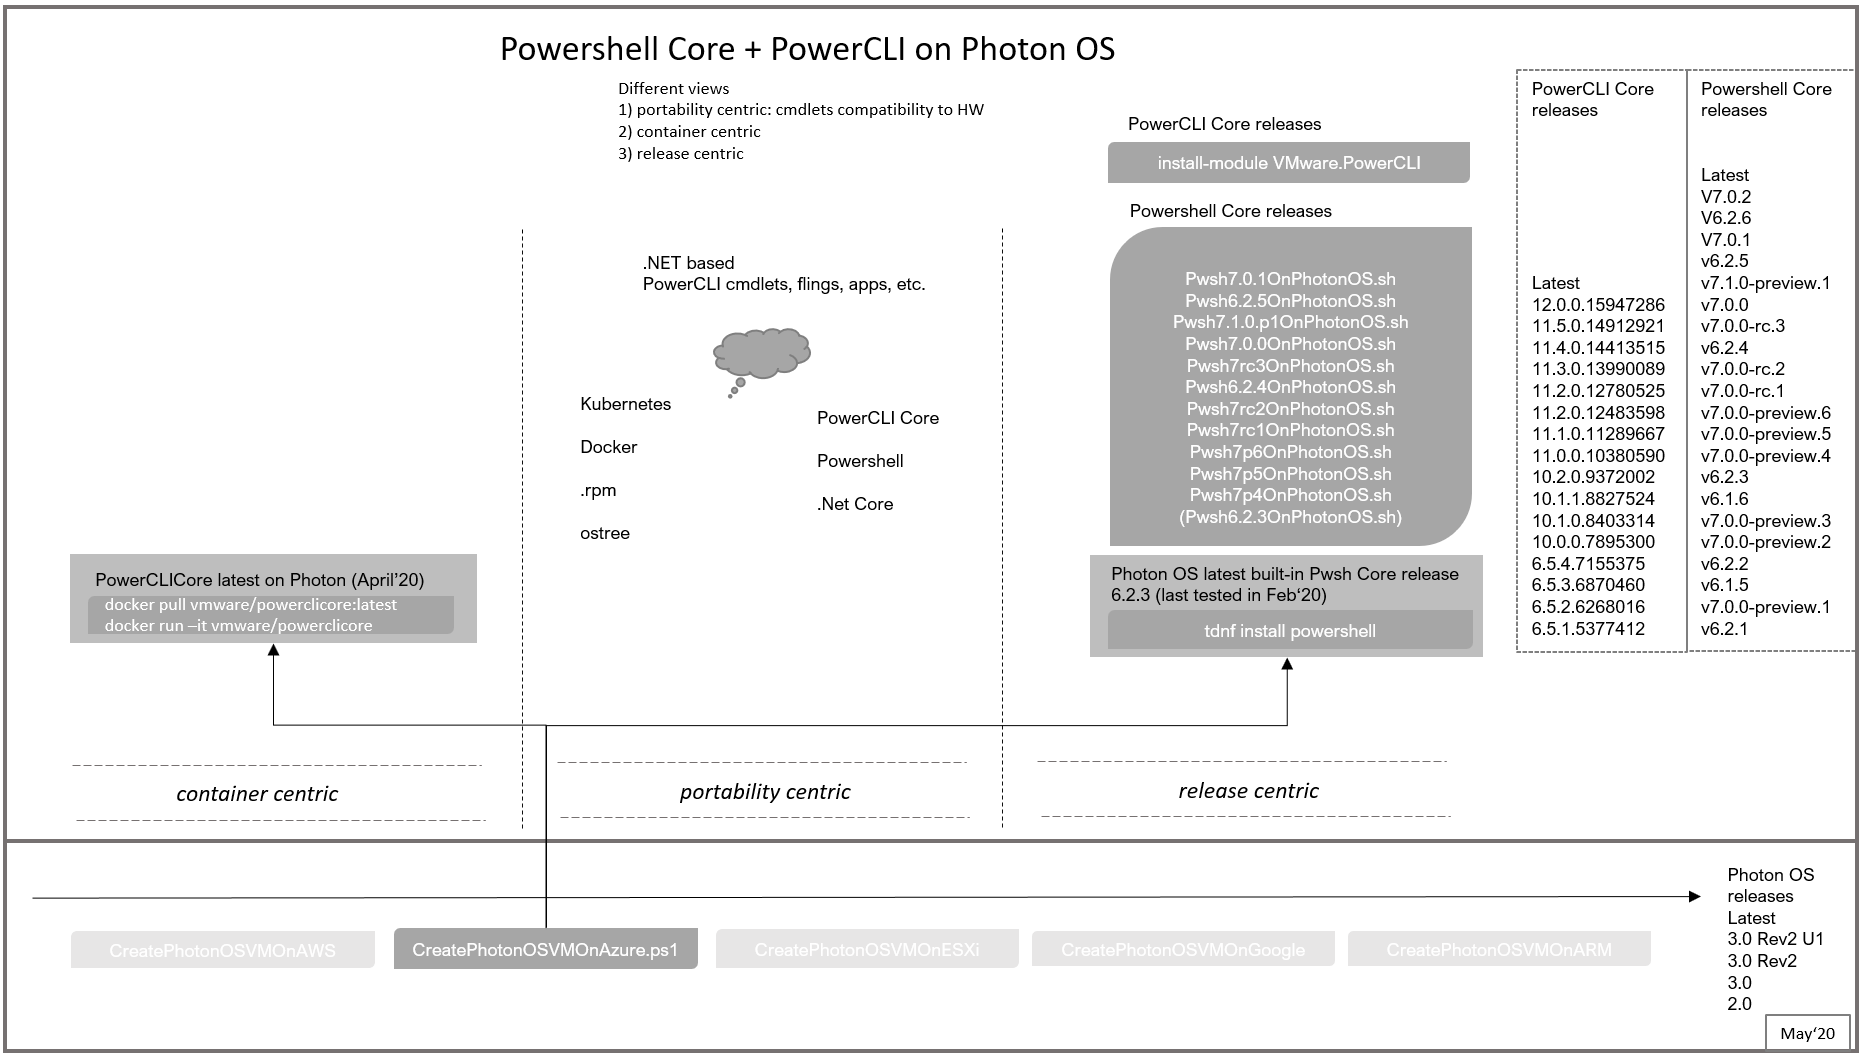 Powershell Core + PowerCLI on Photon OS
Different views
1) portability centric: cmdlets compatibility to HW
2) container centric
3) release centric
.NET based
PowerCLI cmdlets, flings, apps, etc.
Kubernetes
Docker
.rpm
ostree
PowerCLI Core
Powershell
.Net Core
PowerCLICore latest on Photon (April’20)
docker pull vmware/powerclicore:latest
docker run –it vmware/powerclicore
PowerCLI Core releases
install-module VMware.PowerCLI
Powershell Core releases
Pwsh7.0.1OnPhotonOS.sh
Pwsh6.2.5OnPhotonOS.sh
Pwsh7.1.0.p1OnPhotonOS.sh
Pwsh7.0.0OnPhotonOS.sh
Pwsh7rc3OnPhotonOS.sh
Pwsh6.2.4OnPhotonOS.sh
Pwsh7rc2OnPhotonOS.sh
Pwsh7rc1OnPhotonOS.sh
Pwsh7p6OnPhotonOS.sh
Pwsh7p5OnPhotonOS.sh
Pwsh7p4OnPhotonOS.sh
(Pwsh6.2.3OnPhotonOS.sh)
Photon OS latest built-in Pwsh Core release
6.2.3 (last tested in Feb‘20)
tdnf install powershell
PowerCLI Core
releases
Latest
12.0.0.15947286
11.5.0.14912921
11.4.0.14413515
11.3.0.13990089
11.2.0.12780525
11.2.0.12483598
11.1.0.11289667
11.0.0.10380590
10.2.0.9372002
10.1.1.8827524
10.1.0.8403314
10.0.0.7895300
6.5.4.7155375
6.5.3.6870460
6.5.2.6268016
6.5.1.5377412
Powershell Core
releases
Latest
V7.0.2
V6.2.6
V7.0.1
v6.2.5
v7.1.0-preview.1
v7.0.0
v7.0.0-rc.3
v6.2.4
v7.0.0-rc.2
v7.0.0-rc.1
v7.0.0-preview.6
v7.0.0-preview.5
v7.0.0-preview.4
v6.2.3
v6.1.6
v7.0.0-preview.3
v7.0.0-preview.2
v6.2.2
v6.1.5
v7.0.0-preview.1
v6.2.1
container centric
portability centric
release centric
CreatePhotonOSVMOnAWS
CreatePhotonOSVMOnAzure.ps1
CreatePhotonOSVMOnESXi
CreatePhotonOSVMOnGoogle
CreatePhotonOSVMOnARM
Photon OS
releases
Latest
3.0 Rev2 U1
3.0 Rev2
3.0
2.0
May‘20